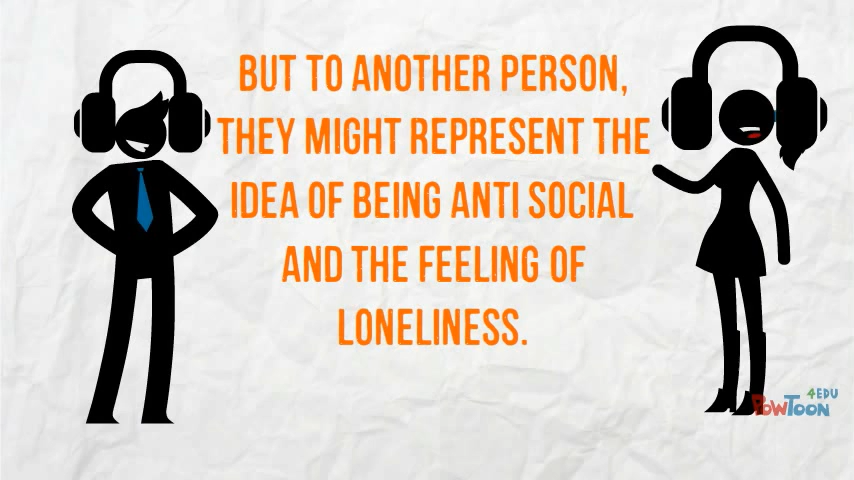 BUT TO ANOTHER PERSON,
THEY MIGHT REPRESENT THE
IDEA OF BEING ANTI SOCIAL
AND THE FEELING OF
LONELINESS.
4EDU
POWTOON